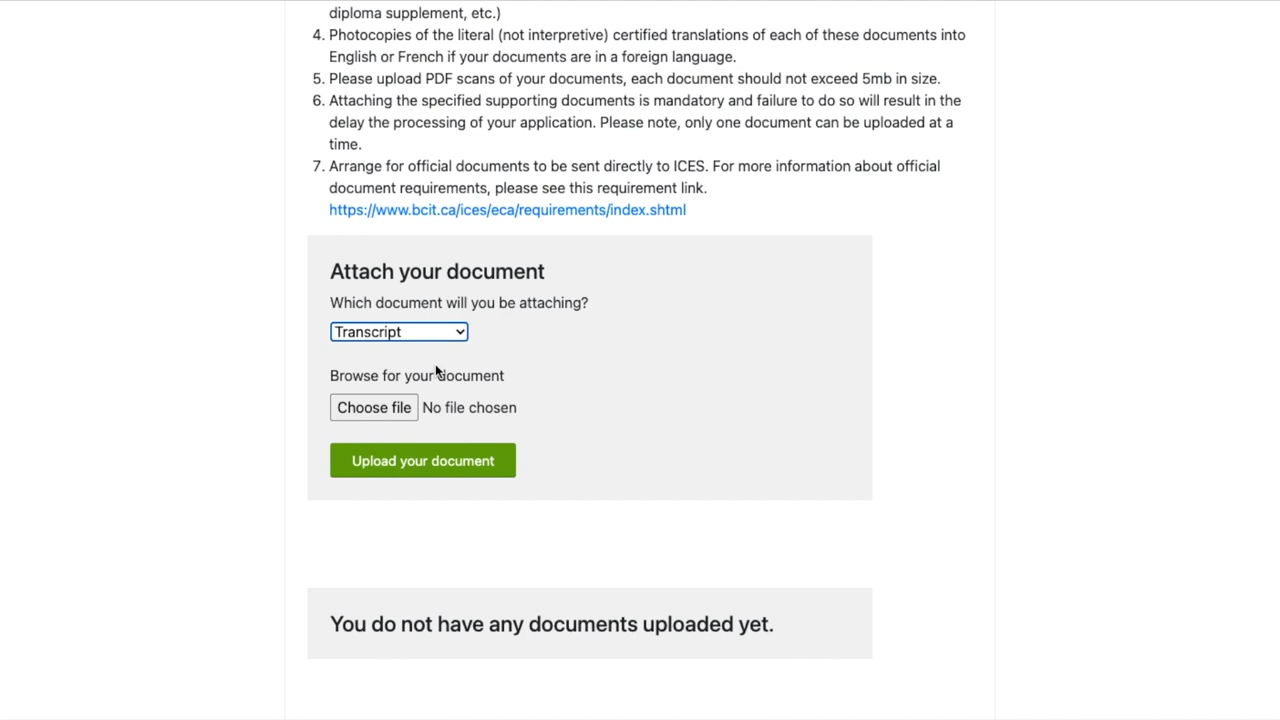 diploma supplement, etc.)
4. Photocopies of the literal (not interpretive) certified translations of each of these documents into
English or French if your documents are in a foreign language.
5. Please upload PDF scans of your documents, each document should not exceed 5mb in size.
6. Attaching the specified supporting documents is mandatory and failure to do so will result in the
delay the processing of your application. Please note, only one document can be uploaded at a
time.
7. Arrange for official documents to be sent directly to ICES. For more information about official
document requirements, please see this requirement link.
https://www.bcit.ca/ices/eca/requirements/index.shtml
Attach your document
Which document will you be attaching?
Transcript
Browse for your document
Choose file No file chosen
Upload your document
You do not have any documents uploaded yet.